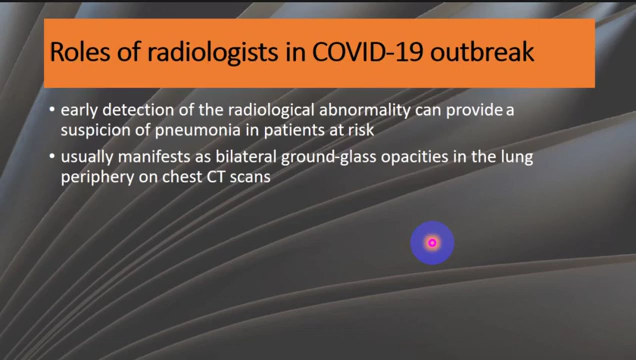 Roles of radiologists in COVID-19 outbreak
• early detection of the radiological abnormality can provide a
suspicion of pneumonia in patients at risk
• usually manifests as bilateral ground-glass opacities in the lung
periphery on chest CT scans